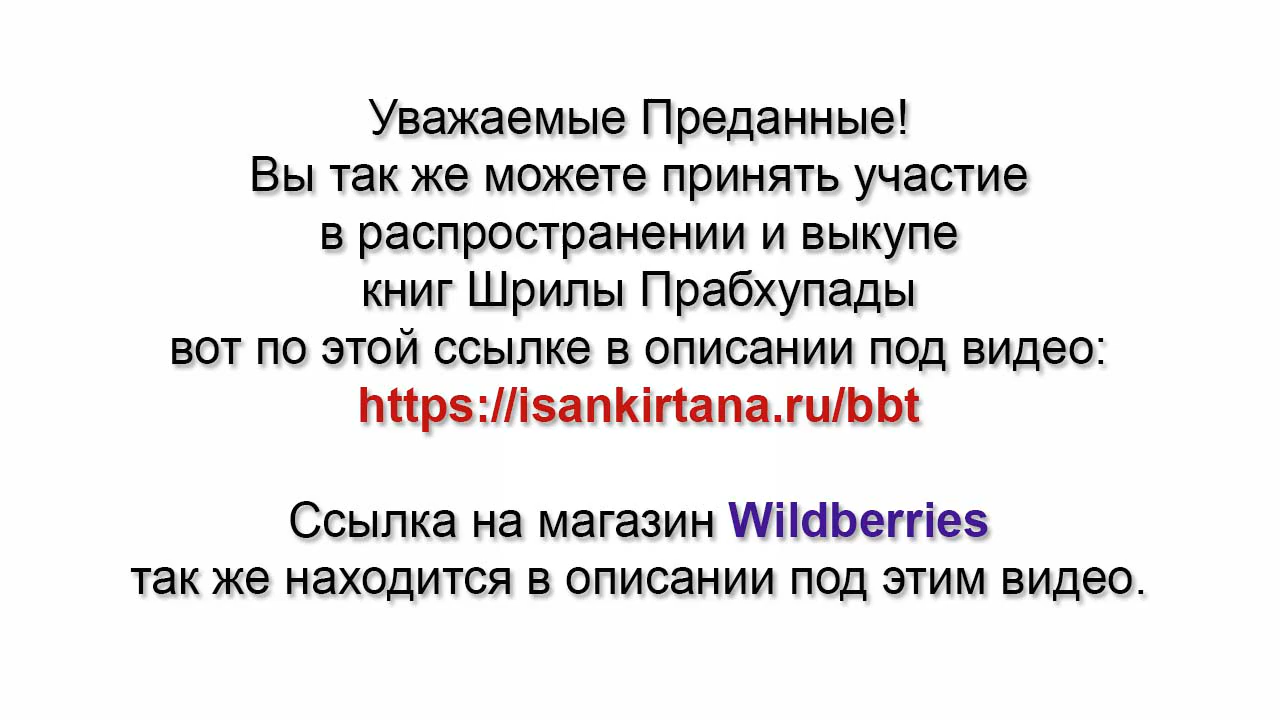 Уважаемые Преданные!
Вы так же можете принять участие
в распространении и выкупе
книг Шрилы Прабхупады
вот по этой ссылке в описании под видео:
https://isankirtana.ru/bbt
Ссылка на магазин Wildberries
так же находится в описании под этим видео.